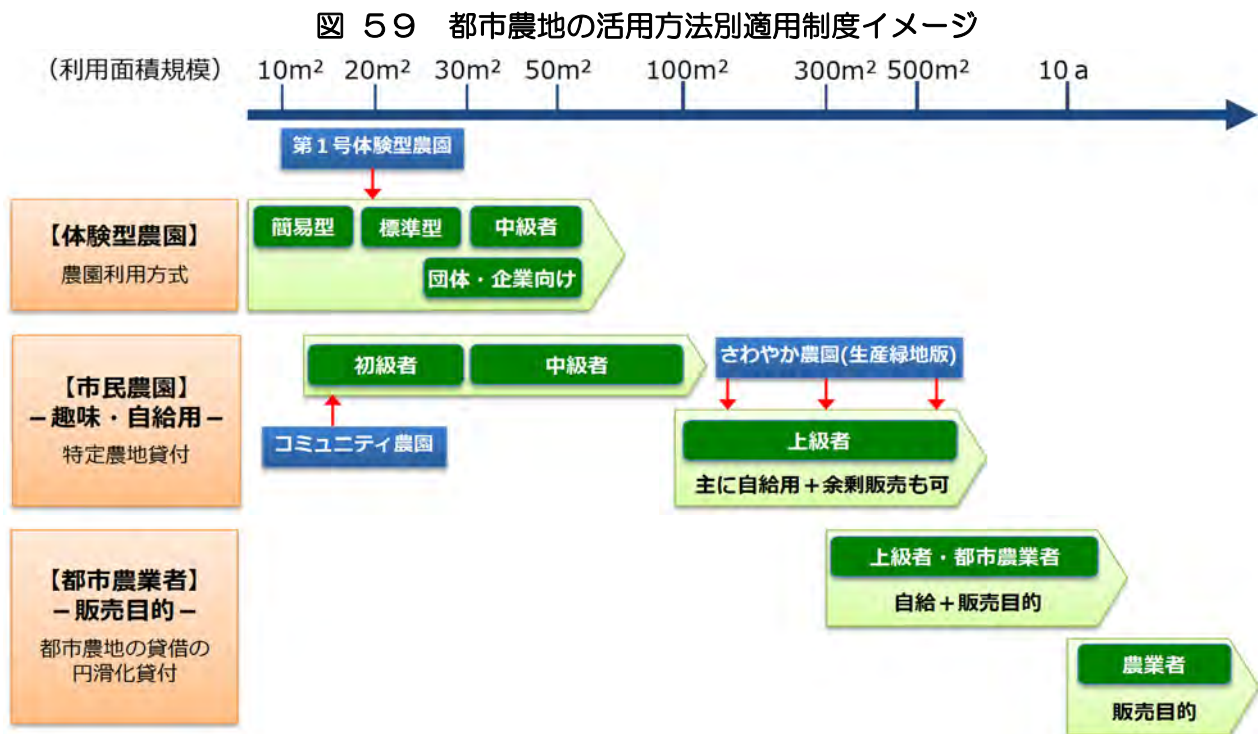 図 59 都市農地の活用方法別適用制度イメージ
(利用面積規模) 10m² 20m² 30m² 50m² 100m² 300m² 500m² 10a
第1号体験型農園
【体験型農園】
農園利用方式
簡易型 標準型 中級者
団体・企業向け
【市民農園】
-趣味・自給用-
特定農地貸付
初級者 中級者
コミュニティ農園
さわやか農園(生産緑地版)
上級者
主に自給用+余剰販売も可
【都市農業者】
-販売目的-
都市農地の貸借の
円滑化貸付
上級者・都市農業者
自給+販売目的
農業者
販売目的